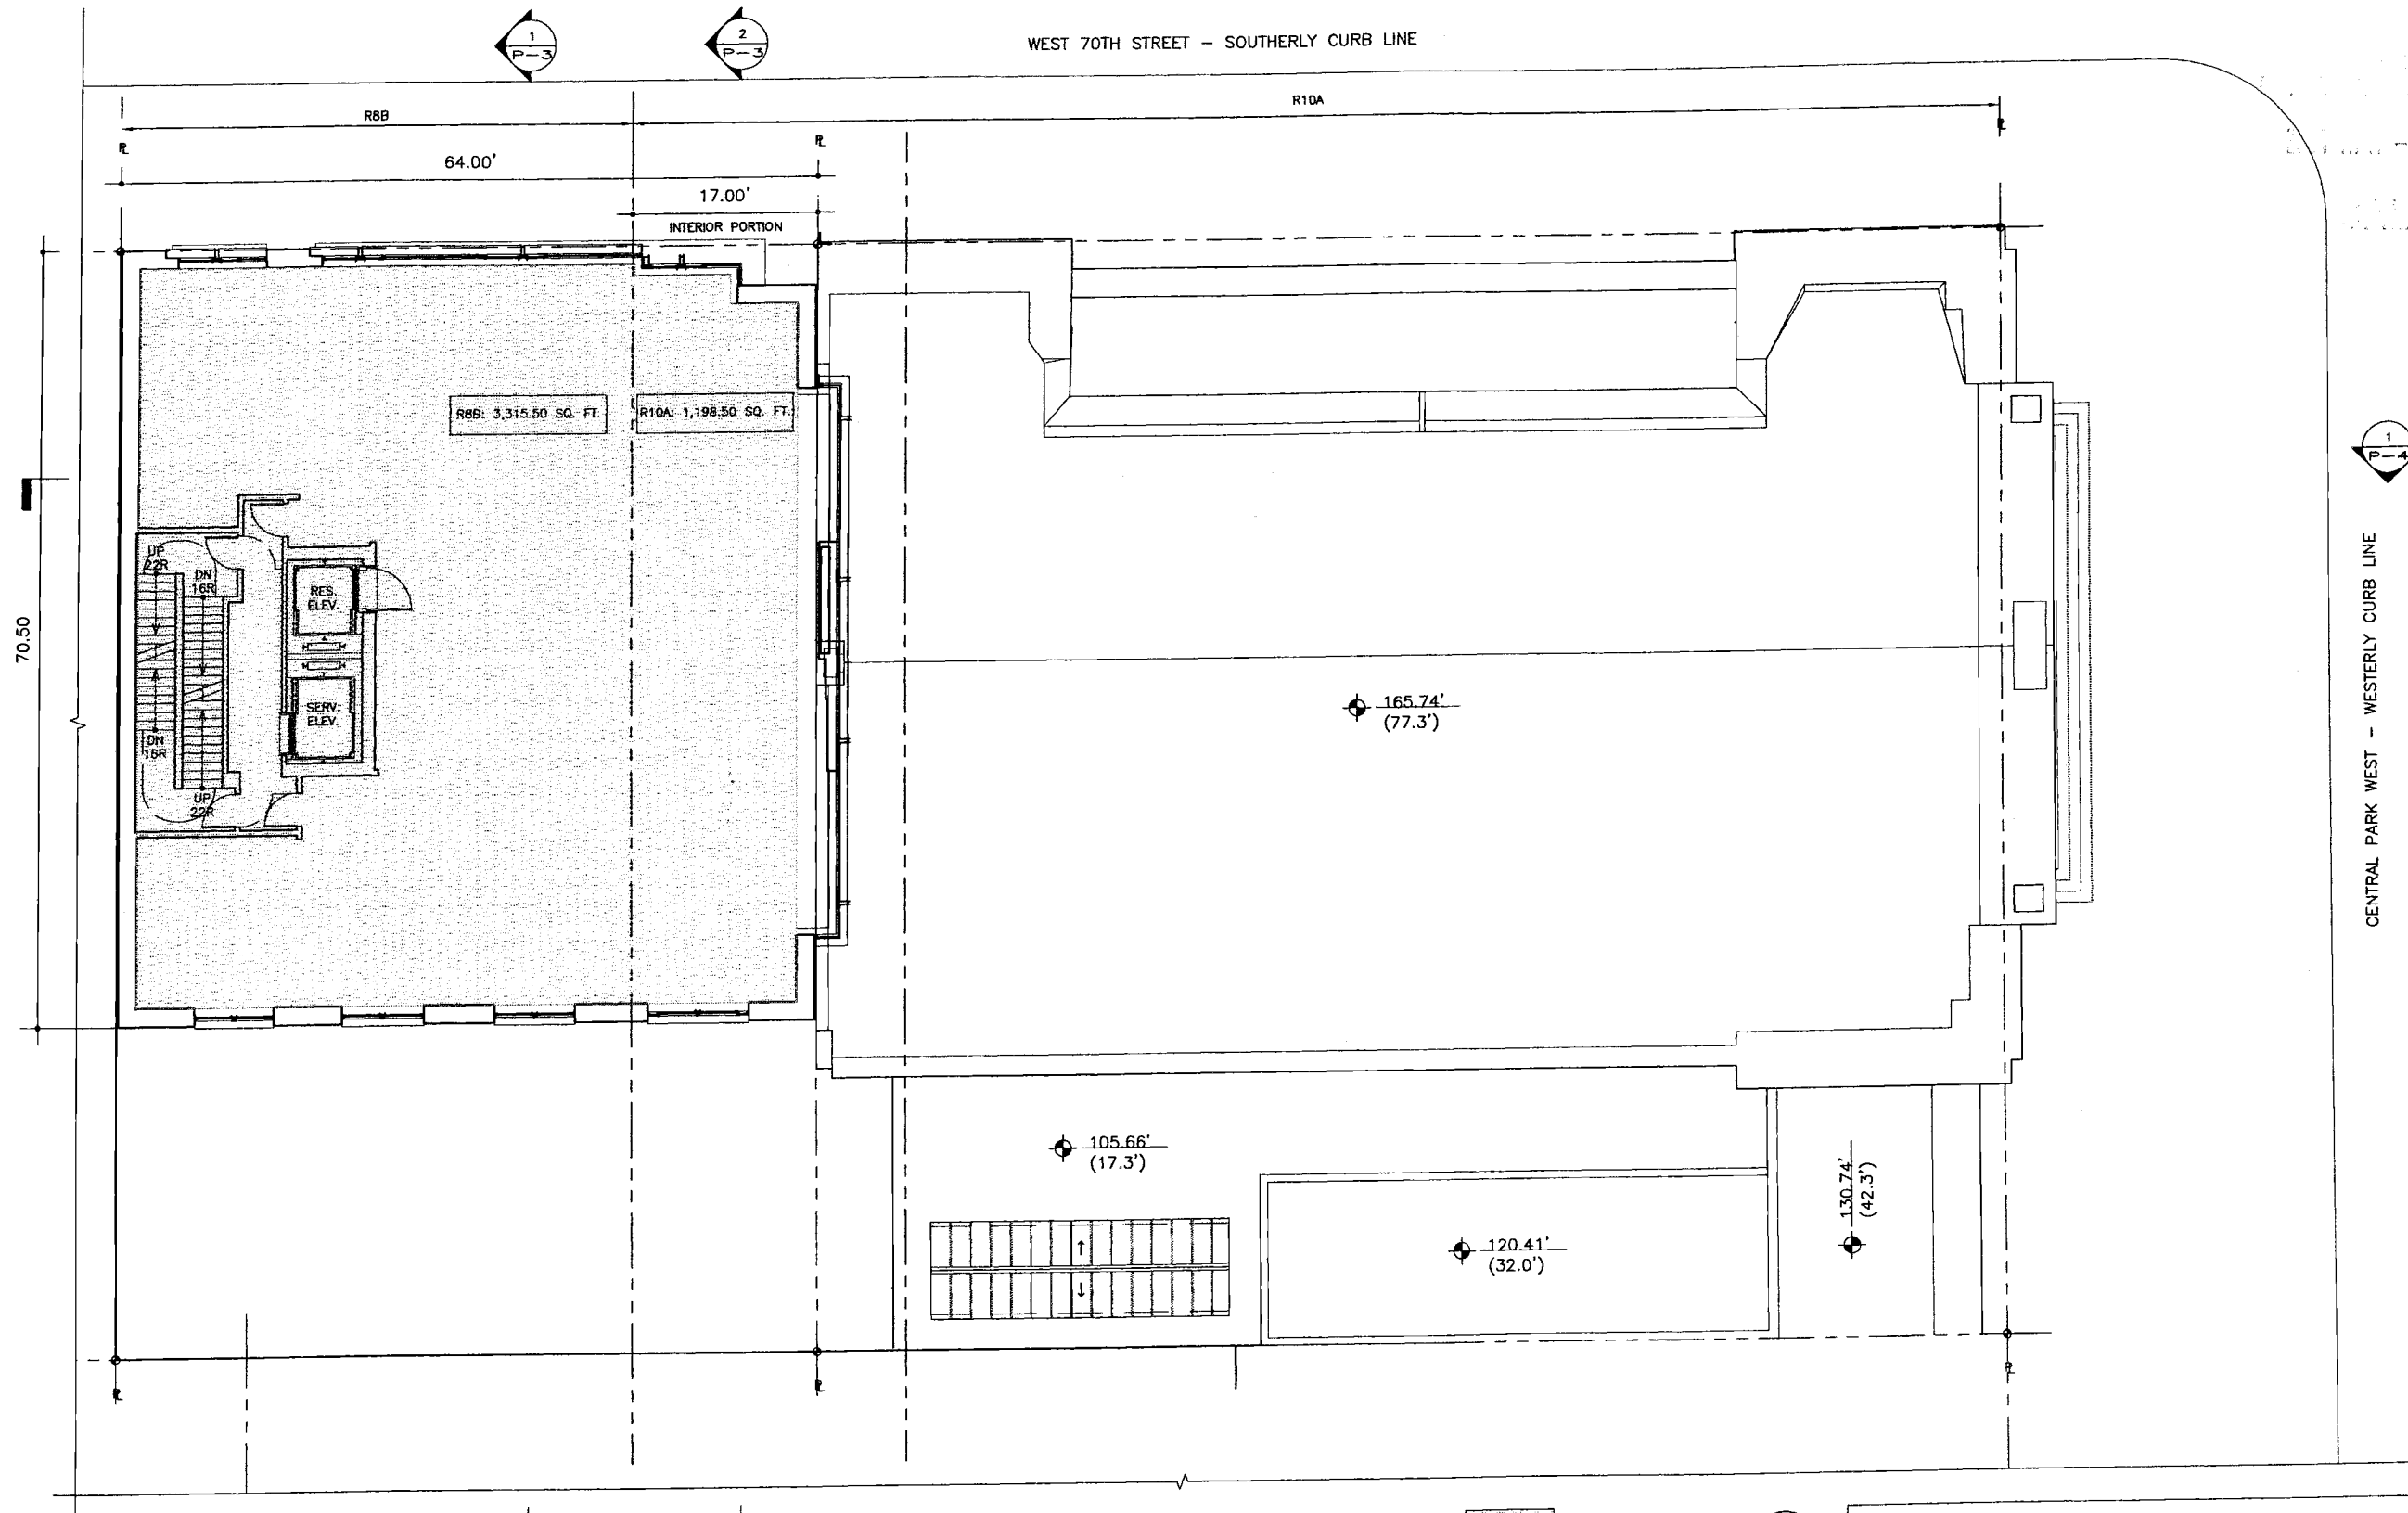 1
P-3
2
P-3
WEST 70TH STREET - SOUTHERLY CURB LINE
R8B
R10A
64.00'
17.00'
INTERIOR PORTION
R8B: 3,315.50 SQ. FT.
R10A: 1,198.50 SQ. FT.
1
P-4
70.50
UP
22R
DN
16R
RES.
ELEV.
SERV.
ELEV.
DN
16R
UP
22R
165.74'
(77.3')
CENTRAL PARK WEST - WESTERLY CURB LINE
105.66'
(17.3')
120.41'
(32.0')
130.74'
(42.3')